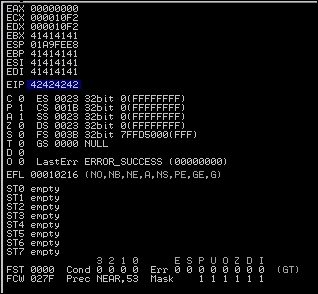 EAX 00000000
ECX 000010F2
EDX 000010F2
EBX 41414141
ESP 01A9FEE8
EBP 41414141
ESI 41414141
EDI 41414141
EIP 42424242
C 0 ES 0023 32bit 0(FFFFFFFF)
P 1 CS 001B 32bit 0(FFFFFFFF)
A 1 SS 0023 32bit 0(FFFFFFFF)
Z 0 DS 0023 32bit 0(FFFFFFFF)
S 0 FS 003B 32bit 7FFD5000(FFF)
T 0 GS 0000 NULL
D 0
O 0 LastErr ERROR_SUCCESS (00000000)
EFL 00010216 (NO,NB,NE,A,NS,PE,GE,G)
ST0 empty
ST1 empty
ST2 empty
ST3 empty
ST4 empty
ST5 empty
ST6 empty
ST7 empty
3 2 1 0 E S P U O Z D I
FST 0000 Cond 0 0 0 0 Err 0 0 0 0 0 0 0 0 (GT)
FCW 027F Prec NEAR,53 Mask 1 1 1 1 1 1